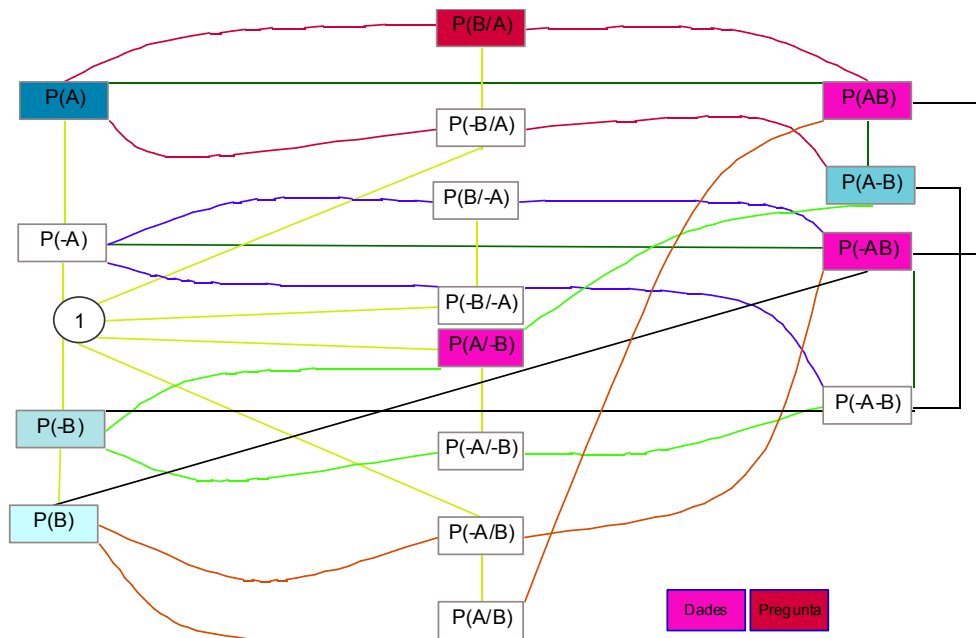 P(B/A)
P(A)
P(AB)
P(-B/A)
P(A-B)
P(B/-A)
P(-A)
P(-AB)
P(-B/-A)
1
P(A/-B)
P(-A-B)
P(-B)
P(-A/-B)
P(B)
P(-A/B)
P(A/B)
Dades
Pregunta